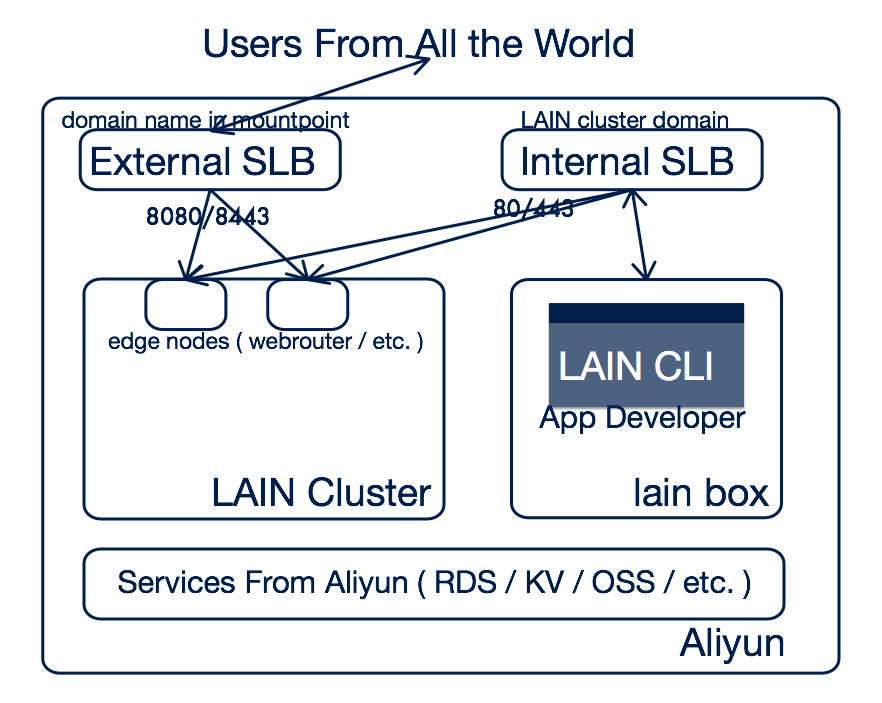 Users From All the World
domain name in mountpoint
LAIN cluster domain
External SLB
Internal SLB
8080/8443
80/443
edge nodes ( webrouter / etc. )
LAIN CLI
App Developer
LAIN Cluster
lain box
Services From Aliyun ( RDS / KV / OSS / etc. )
Aliyun